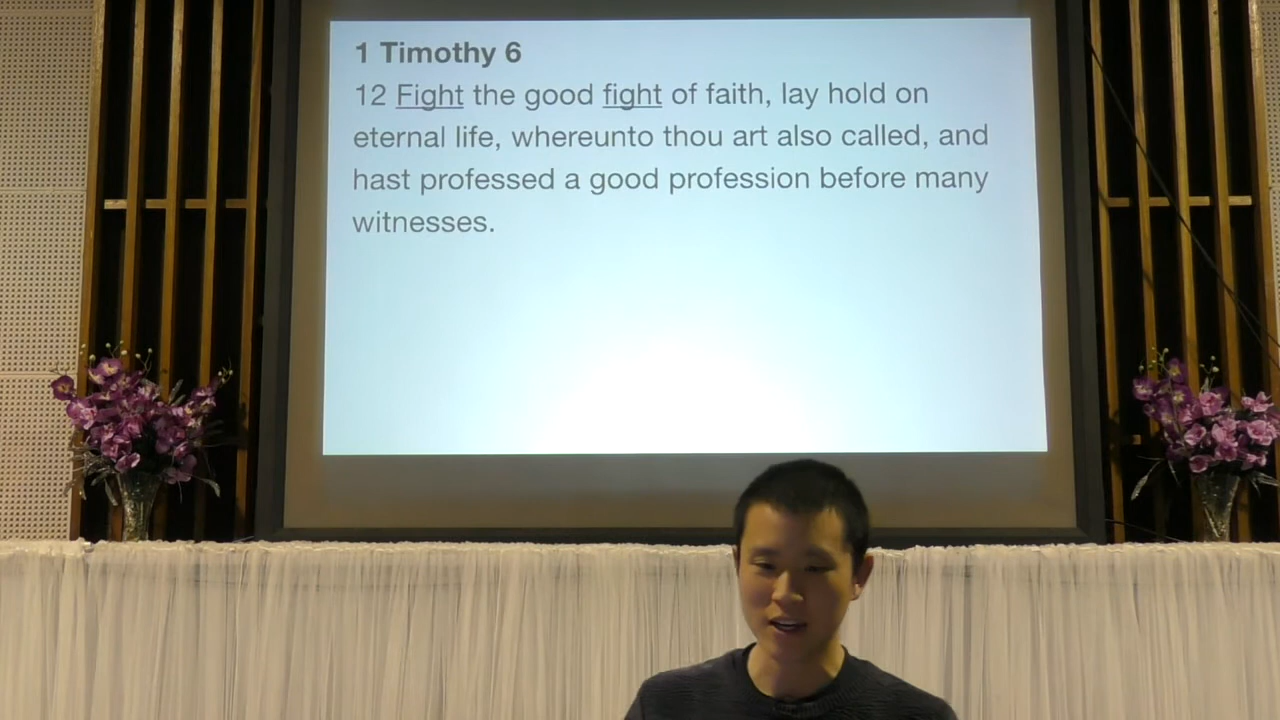 1 Timothy 6
12 Fight the good fight of faith, lay hold on
eternal life, whereunto thou art also called, and
hast professed a good profession before many
witnesses.